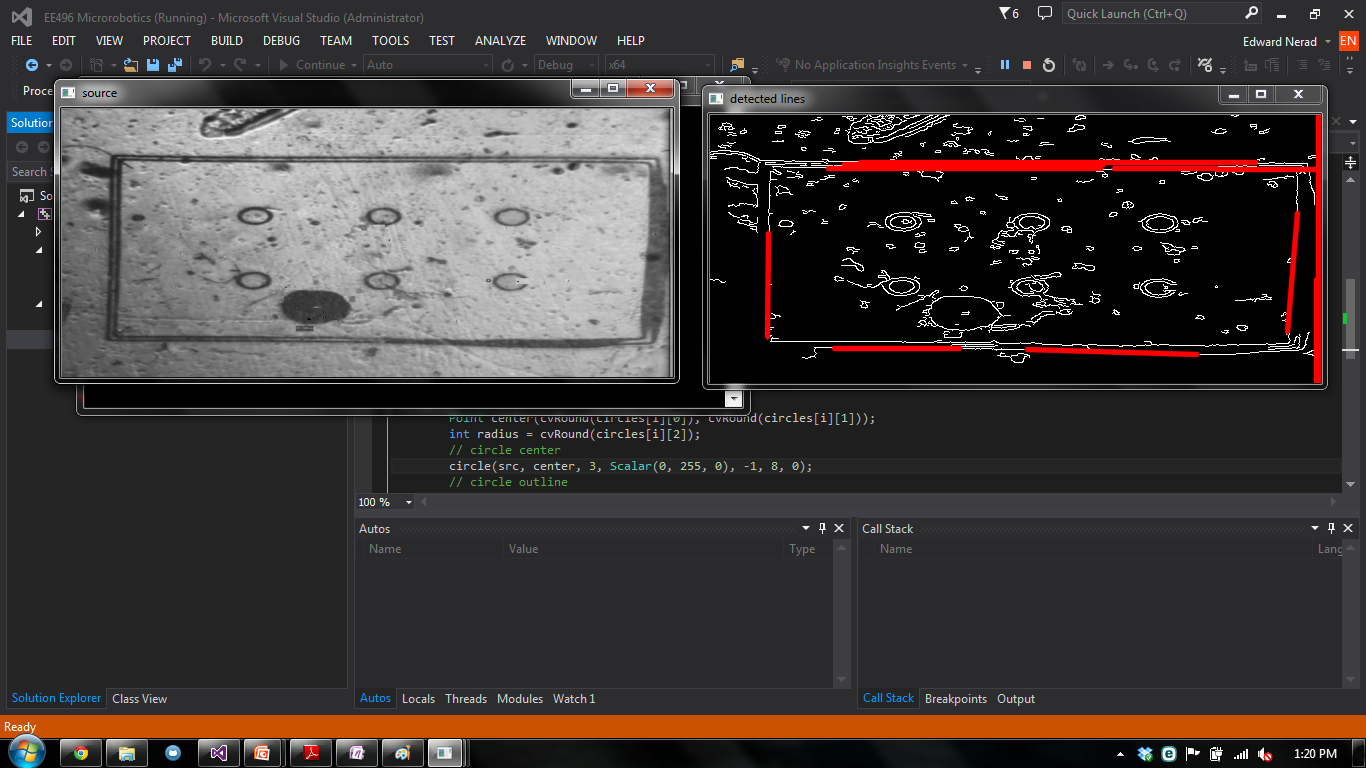 EE496 Microrobotics (Running) - Microsoft Visual Studio (Administrator)
6
Quick Launch (Ctrl+Q)
FILE EDIT VIEW PROJECT BUILD DEBUG TEAM TOOLS TEST ANALYZE WINDOW HELP
Edward Nerad
EN
Continue Auto Debug x64
No Application Insights Events
Proce
source
detected lines
Solution
Search S
So
Point center(cvRound(circles[i][0]), cvRound(circles[i][1]));
int radius = cvRound(circles[i][2]);
// circle center
circle(src, center, 3, Scalar(0, 255, 0), -1, 8, 0);
// circle outline
100 %
Autos
Call Stack
Name Value Type
Name Lang
Solution Explorer Class View
Autos Locals Threads Modules Watch 1
Call Stack Breakpoints Output
Ready
1:20 PM